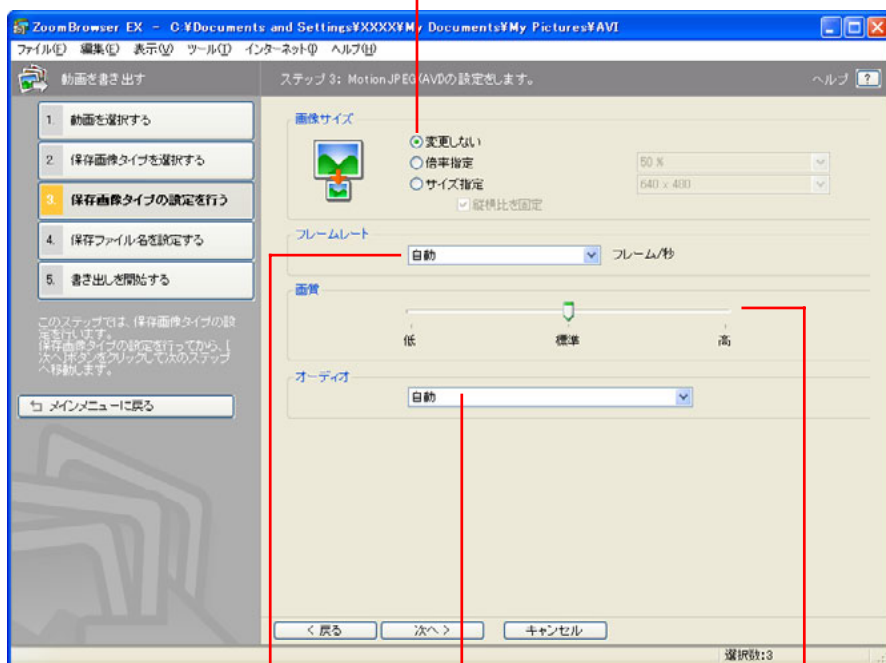 ZoomBrowser EX - C:¥Documents and Settings¥XXXX¥My Documents¥My Pictures¥AVI
ファイル(F) 編集(E) 表示(V) ツール(T) インターネット(I) ヘルプ(H)
動画を書き出す
ステップ 3: MotionJPEG(AVI)の設定をします。
ヘルプ ?
1. 動画を選択する
2. 保存画像タイプを選択する
3. 保存画像タイプの設定を行う
4. 保存ファイル名を設定する
5. 書き出しを開始する
このステップでは、保存画像タイプの設
定を行います。
保存画像タイプの設定を行ってから、[
次へ]ボタンをクリックして次のステップ
へ移動します。
メインメニューに戻る
画像サイズ
変更しない
倍率指定
50 %
サイズ指定
640 x 480
縦横比を固定
フレームレート
自動
フレーム/秒
画質
低
標準
高
オーディオ
自動
< 戻る
次へ >
キャンセル
選択数:3